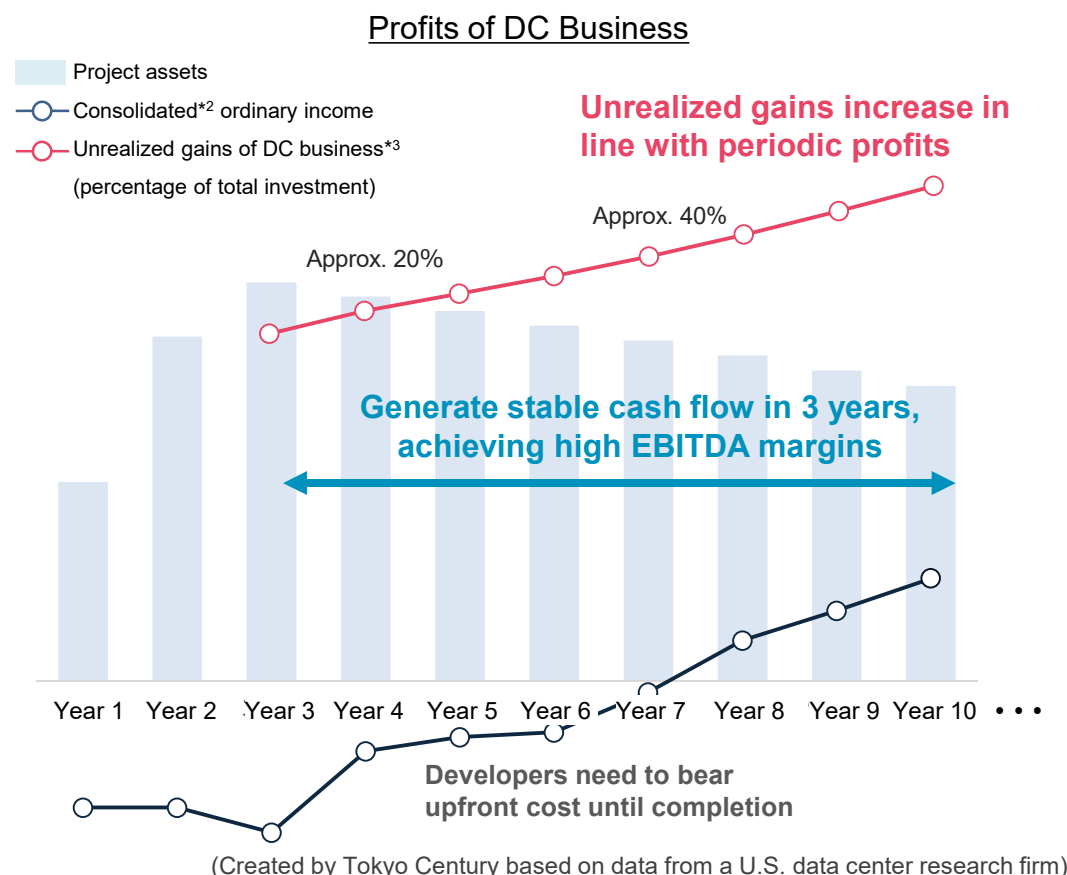 Profits of DC Business
Project assets
Consolidated*2 ordinary income
Unrealized gains of DC business*3
(percentage of total investment)
Unrealized gains increase in
line with periodic profits
Approx. 40%
Approx. 20%
Generate stable cash flow in 3 years,
achieving high EBITDA margins
Year 1 Year 2 Year 3 Year 4 Year 5 Year 6 Year 7 Year 8 Year 9 Year 10 • • •
Developers need to bear
upfront cost until completion
(Created by Tokyo Century based on data from a U.S. data center research firm)